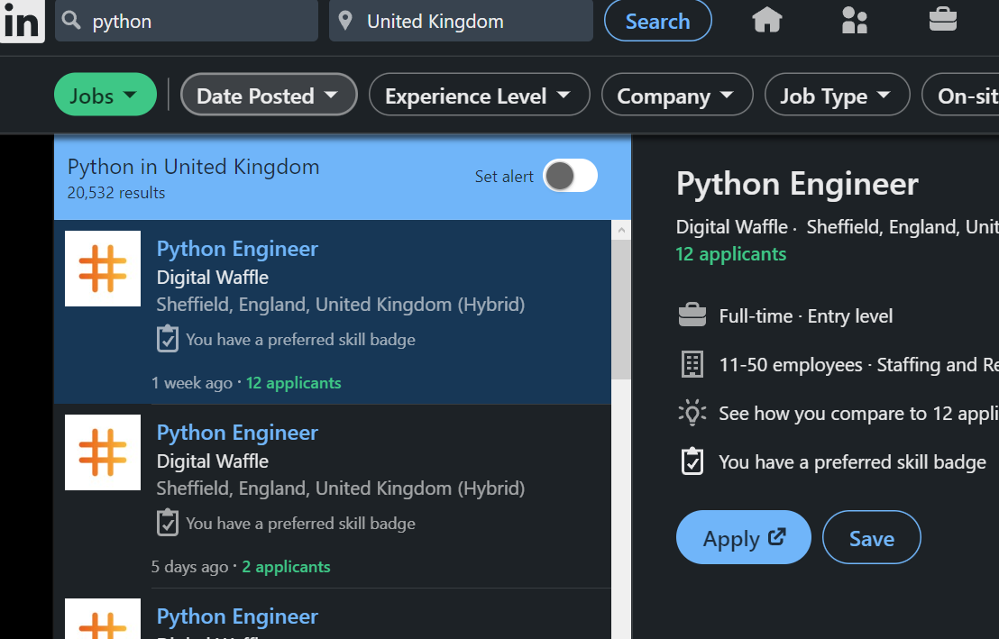 in
python
United Kingdom
Search
Jobs
Date Posted
Experience Level
Company
Job Type
On-sit
Python in United Kingdom
20,532 results
Set alert
Python Engineer
Digital Waffle
Sheffield, England, United Kingdom (Hybrid)
You have a preferred skill badge
1 week ago · 12 applicants
Python Engineer
Digital Waffle
Sheffield, England, United Kingdom (Hybrid)
You have a preferred skill badge
5 days ago · 2 applicants
Python Engineer
Python Engineer
Digital Waffle · Sheffield, England, Unit
12 applicants
Full-time · Entry level
11-50 employees · Staffing and Re
See how you compare to 12 appli
You have a preferred skill badge
Apply
Save